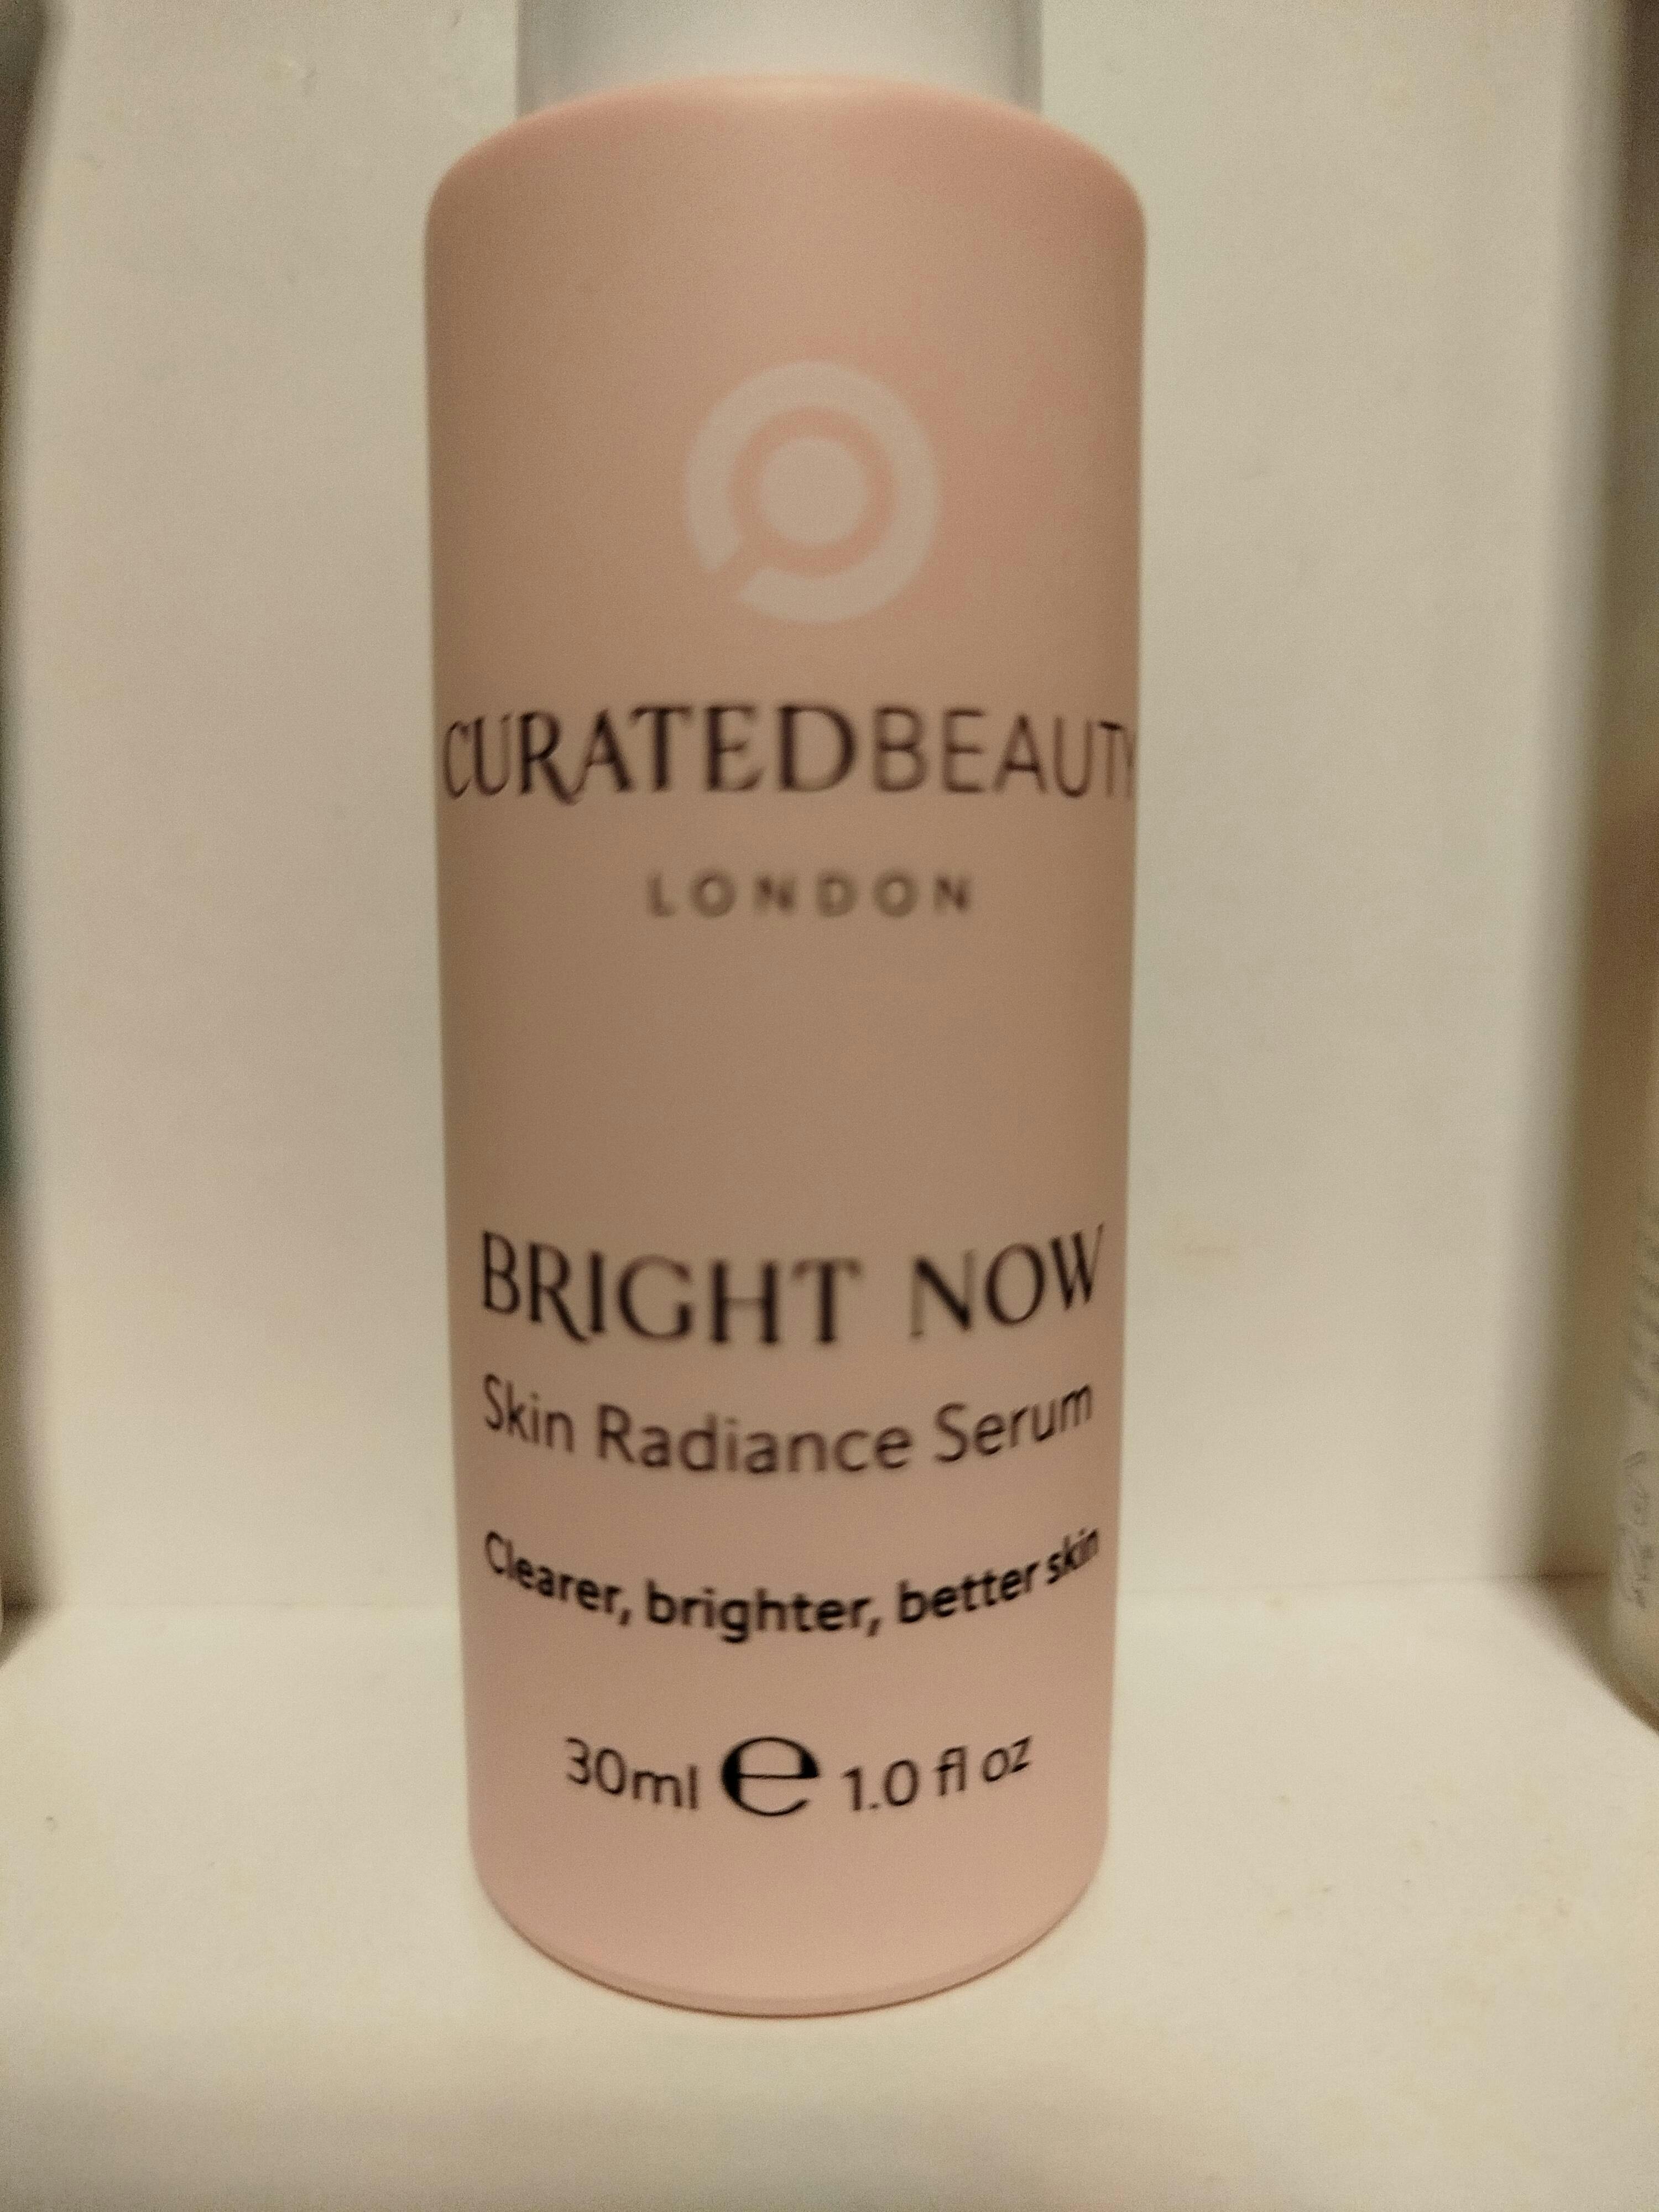 CURATEDBEAUTY
LONDON
BRIGHT NOW
Skin Radiance Serum
Clearer, brighter, better skin
30ml e 1.0 fl oz